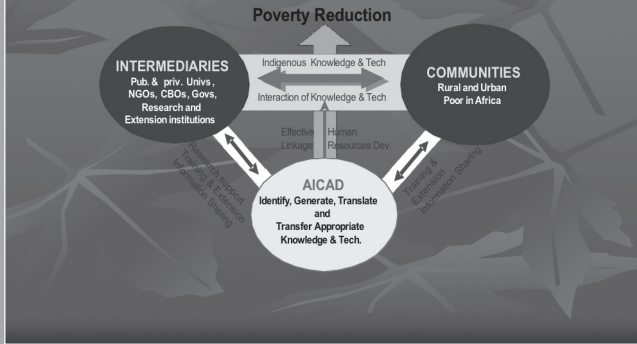 Poverty Reduction
INTERMEDIARIES
Pub. & priv. Univs,
NGOs, CBOs, Govs,
Research and
Extension institutions
Indigenous Knowledge & Tech
Interaction of Knowledge & Tech
COMMUNITIES
Rural and Urban
Poor in Africa
Effective Human
Linkage Resources Dev.
Research support
Training & Extension
Information Sharing
Training &
Extension
Information Sharing
AICAD
Identify, Generate, Translate
and
Transfer Appropriate
Knowledge & Tech.